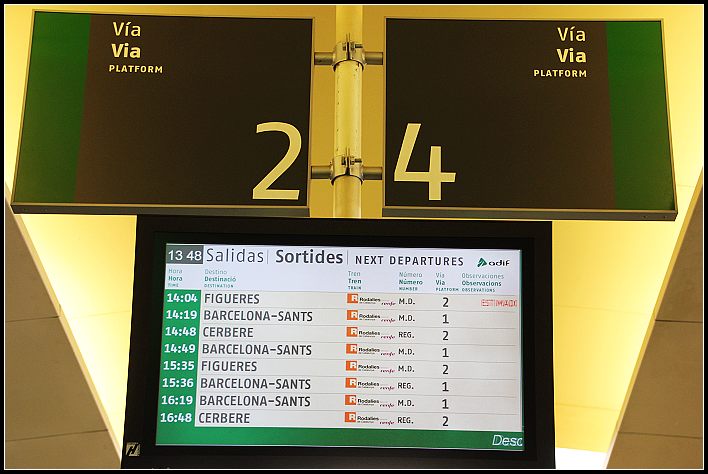 Vía
Via
PLATFORM
2
Vía
Via
PLATFORM
4
13 48 Salidas Sortides NEXT DEPARTURES adif
Hora Destino Tren Número Vía Observaciones
Hora Destinació Tren Número Via Observacions
TIME DESTINATION TRAIN NUMBER PLATFORM OBSERVATIONS
14:04 FIGUERES R Rodalies renfe M.D. 2
14:19 BARCELONA-SANTS R Rodalies renfe M.D. 1
14:48 CERBERE R Rodalies renfe REG. 2
14:49 BARCELONA-SANTS R Rodalies renfe M.D. 1
15:35 FIGUERES R Rodalies renfe M.D. 2
15:36 BARCELONA-SANTS R Rodalies renfe REG. 1
16:19 BARCELONA-SANTS R Rodalies renfe M.D. 1
16:48 CERBERE R Rodalies renfe REG. 2
Desc